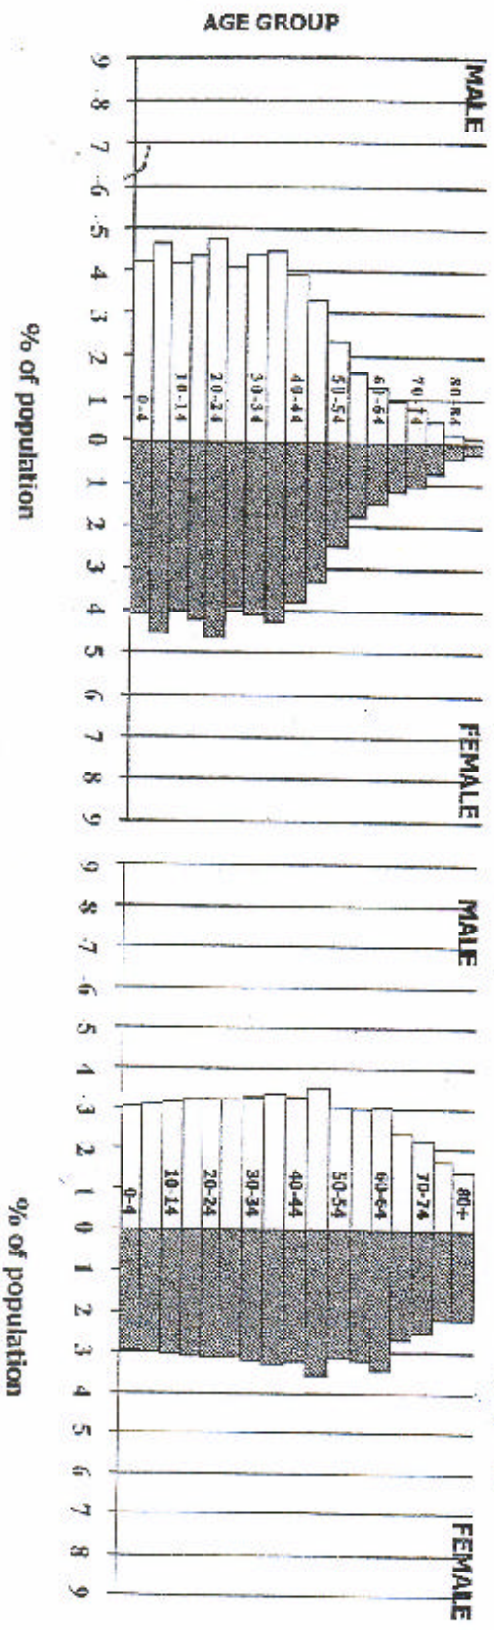 AGE GROUP
MALE
FEMALE
80-84
70-74
60-64
50-54
40-44
30-34
20-24
10-14
0-4
-9 -8 7 -6 -5 4 3 2 1 0 1 2 3 4 5 6 7 8 9
% of population
MALE
FEMALE
80+
70-74
60-64
50-54
40-44
30-34
20-24
10-14
0-4
9 -8 -7 -6 -5 4 -3 2 1 0 1 2 3 4 5 6 7 8 9
% of population